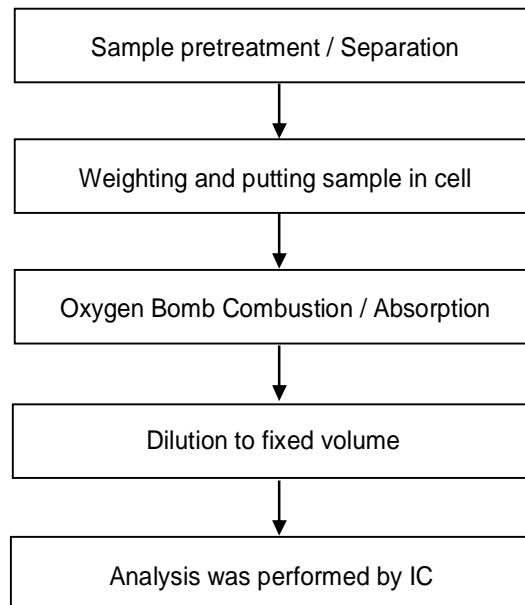 Sample pretreatment / Separation
Weighting and putting sample in cell
Oxygen Bomb Combustion / Absorption
Dilution to fixed volume
Analysis was performed by IC